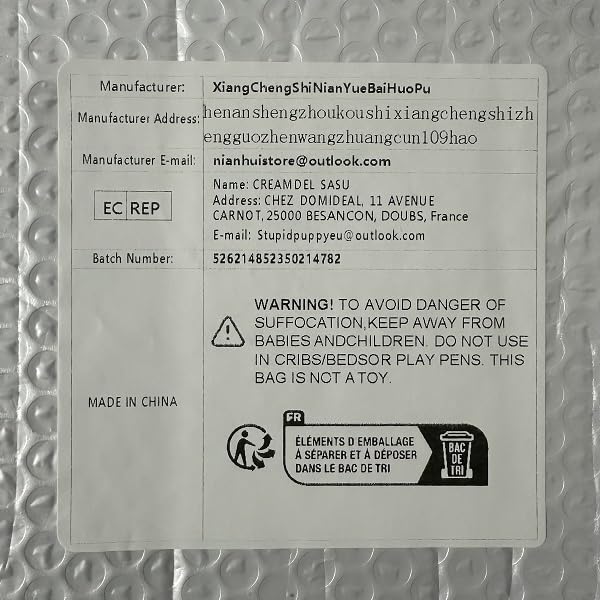 Manufacturer: XiangChengShiNianYueBaiHuoPu
Manufacturer Address: henanshengzhoukoushixiangchengshizh
engguozhenwangzhuangcun109hao
Manufacturer E-mail: nianhuistore@outlook.com
EC REP
Name: CREAMDEL SASU
Address: CHEZ DOMIDEAL, 11 AVENUE
CARNOT,25000 BESANCON, DOUBS, France
E-mail: Stupidpuppyeu@outlook.com
Batch Number: 526214852350214782
MADE IN CHINA
WARNING! TO AVOID DANGER OF
SUFFOCATION,KEEP AWAY FROM
BABIES ANDCHILDREN. DO NOT USE
IN CRIBS/BEDSOR PLAY PENS. THIS
BAG IS NOT A TOY.
FR
ÉLÉMENTS D EMBALLAGE
À SÉPARER ET À DÉPOSER
DANS LE BAC DE TRI
BAC
DE
TRI